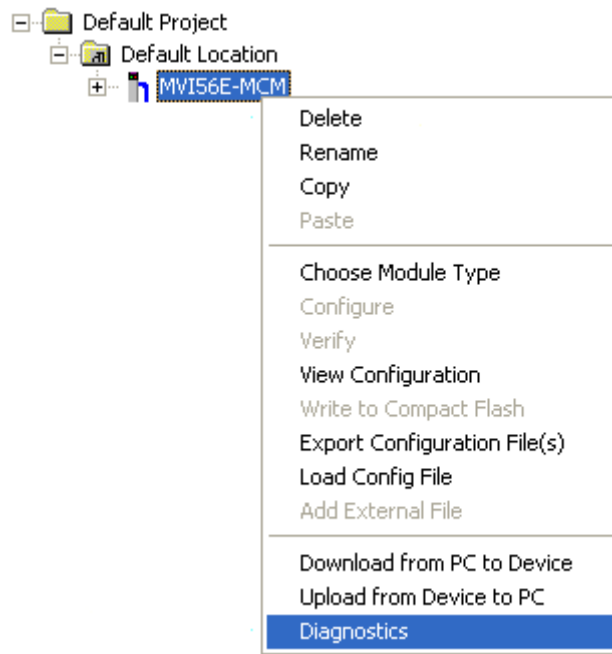 Default Project
Default Location
MVI56E-MCM
Delete
Rename
Copy
Paste
Choose Module Type
Configure
Verify
View Configuration
Write to Compact Flash
Export Configuration File(s)
Load Config File
Add External File
Download from PC to Device
Upload from Device to PC
Diagnostics